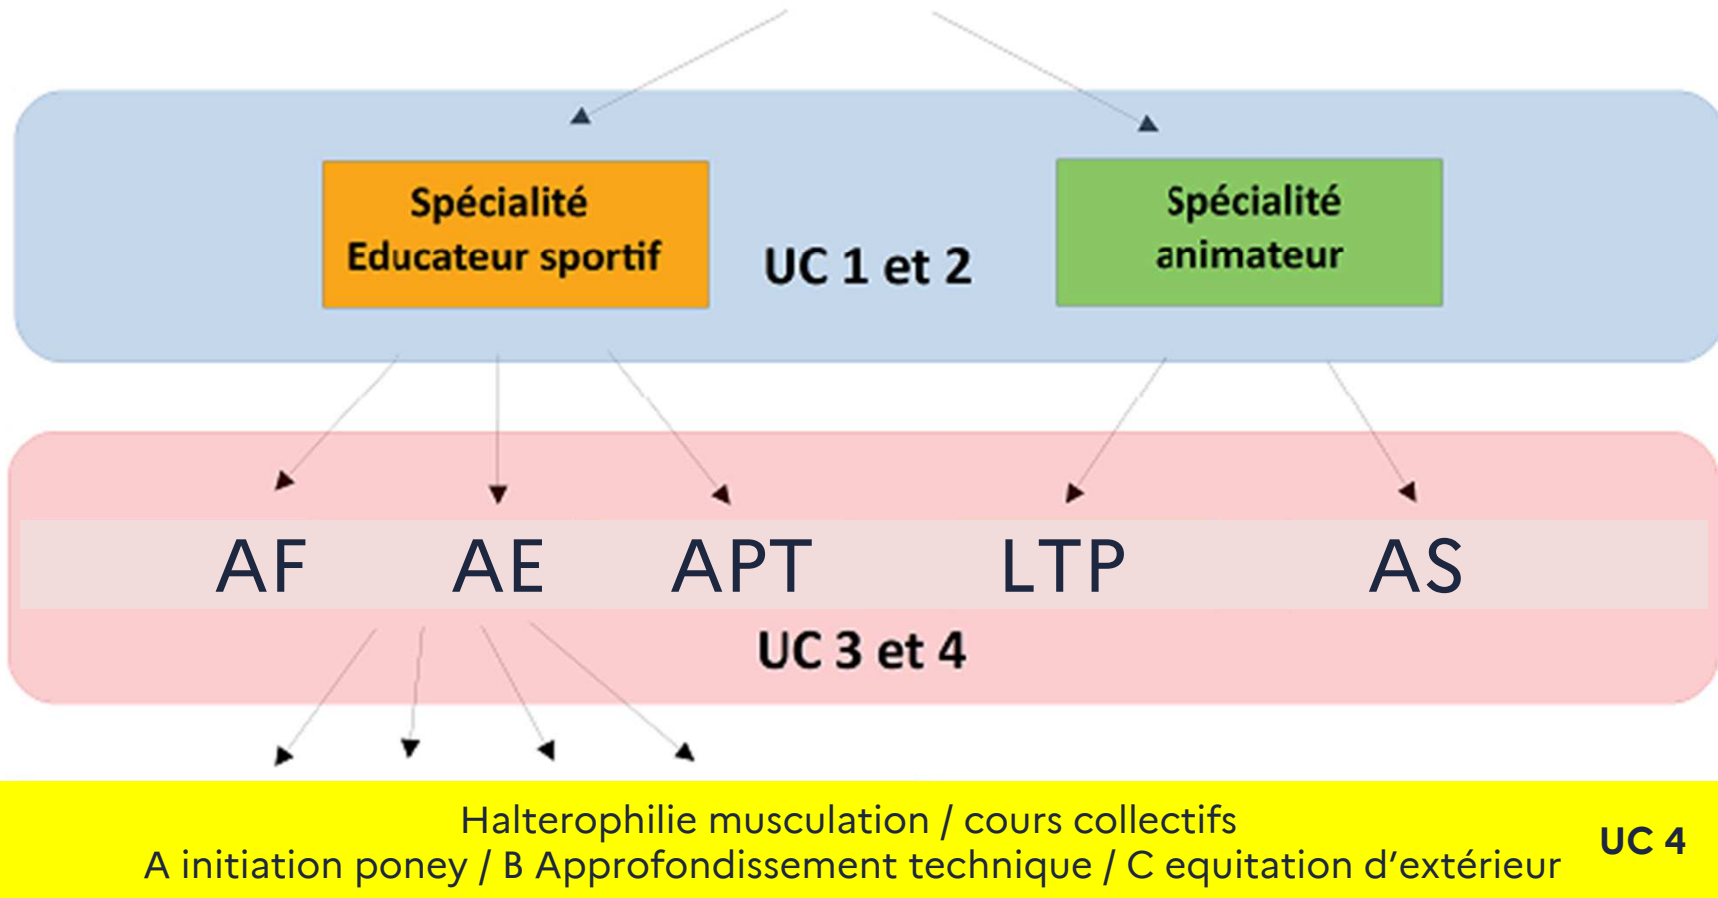 Spécialité
Educateur sportif
UC 1 et 2
Spécialité
animateur
AF AE APT LTP AS
UC 3 et 4
Halterophilie musculation / cours collectifs
A initiation poney / B Approfondissement technique / C equitation d'extérieur
UC 4